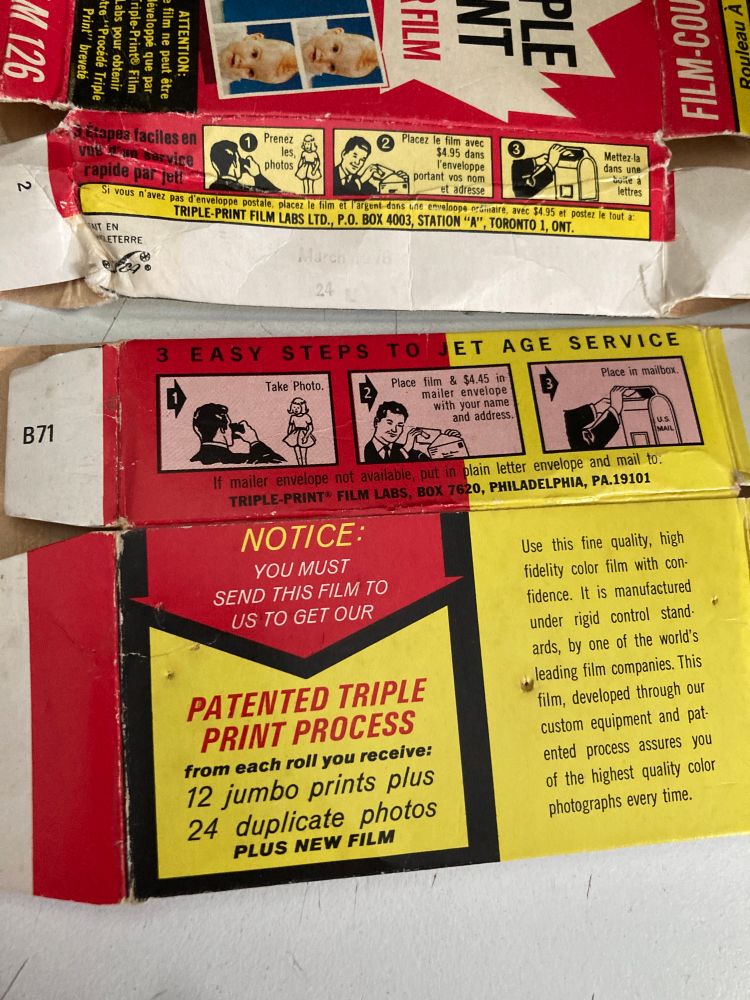 M 126
ATTENTION:
film ne peut être
développé que par
Triple-Print® Film
Labs pour obtenir
"Procédé Triple
Print" breveté
PLE
NT
FILM
FILM-COU
Rouleau À
3 Étapes faciles en
service
rapide par jet!
1 Prenez
les
photos
2 Placez le film avec
$4.95 dans
l'enveloppe
portant vos nom
et adresse
3 Mettez-la
dans une
boîte à
lettres
Si vous n'avez pas d'enveloppe postale, placez le film et l'argent dans une enveloppe ordinaire, avec $4.95 et postez le tout à:
TRIPLE-PRINT FILM LABS LTD., P.O. BOX 4003, STATION "A", TORONTO 1, ONT.
2
NT EN
LETERRE
March
24
3 EASY STEPS TO JET AGE SERVICE
B71
1 Take Photo.
2 Place film & $4.45 in
mailer envelope
with your name
and address.
3 Place in mailbox.
U.S.
MAIL
If mailer envelope not available, put in plain letter envelope and mail to:
TRIPLE-PRINT® FILM LABS, BOX 7620, PHILADELPHIA, PA.19101
NOTICE:
YOU MUST
SEND THIS FILM TO
US TO GET OUR
PATENTED TRIPLE
PRINT PROCESS
from each roll you receive:
12 jumbo prints plus
24 duplicate photos
PLUS NEW FILM
Use this fine quality, high
fidelity color film with con-
fidence. It is manufactured
under rigid control stand-
ards, by one of the world's
leading film companies. This
film, developed through our
custom equipment and pat-
ented process assures you
of the highest quality color
photographs every time.